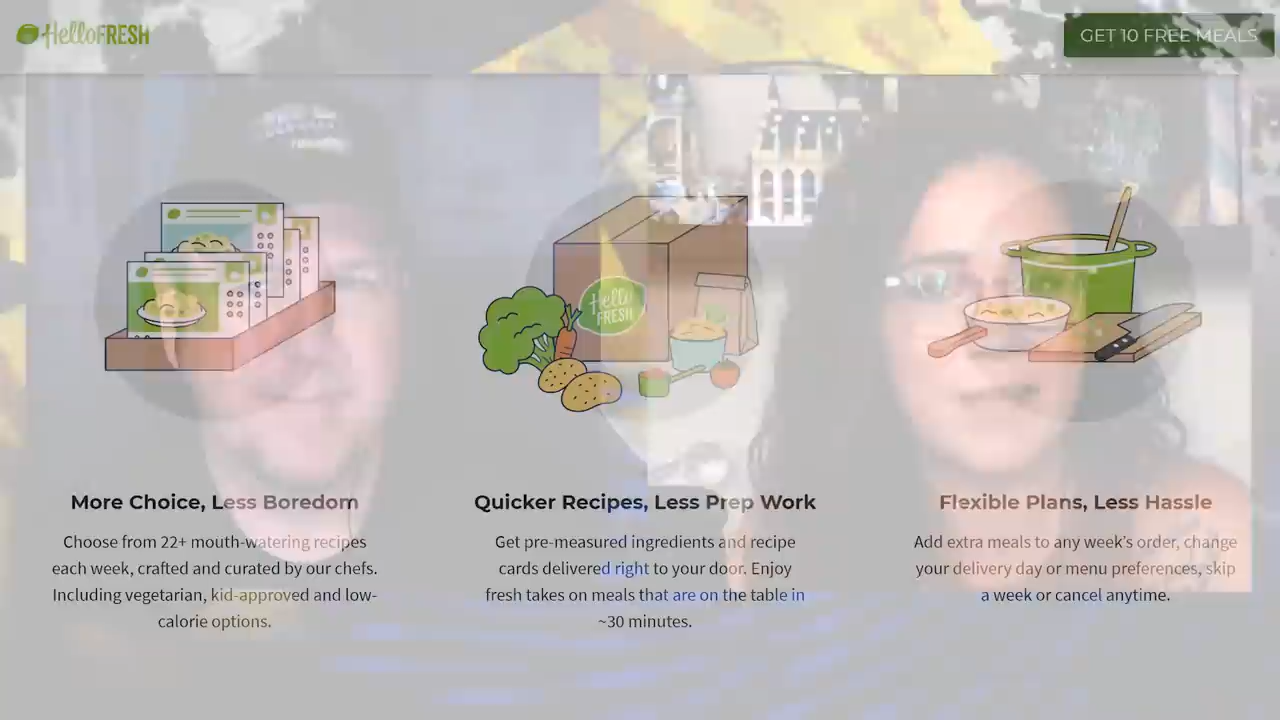 HelloFRESH
GET 10 FREE MEALS
Hello
FRESH
More Choice, Less Boredom
Choose from 22+ mouth-watering recipes
each week, crafted and curated by our chefs.
Including vegetarian, kid-approved and low-
calorie options.
Quicker Recipes, Less Prep Work
Get pre-measured ingredients and recipe
cards delivered right to your door. Enjoy
fresh takes on meals that are on the table in
~30 minutes.
Flexible Plans, Less Hassle
Add extra meals to any week’s order, change
your delivery day or menu preferences, skip
a week or cancel anytime.